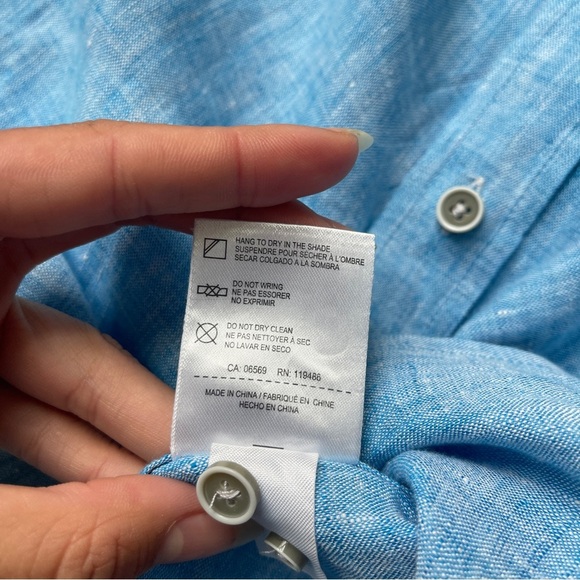 HANG TO DRY IN THE SHADE
SUSPENDRE POUR SÉCHER À L'OMBRE
SECAR COLGADO A LA SOMBRA
DO NOT WRING
NE PAS ESSORER
NO EXPRIMIR
DO NOT DRY CLEAN
NE PAS NETTOYER À SEC
NO LAVAR EN SECO
CA: 06569 RN: 119486
MADE IN CHINA / FABRIQUÉ EN CHINE
HECHO EN CHINA